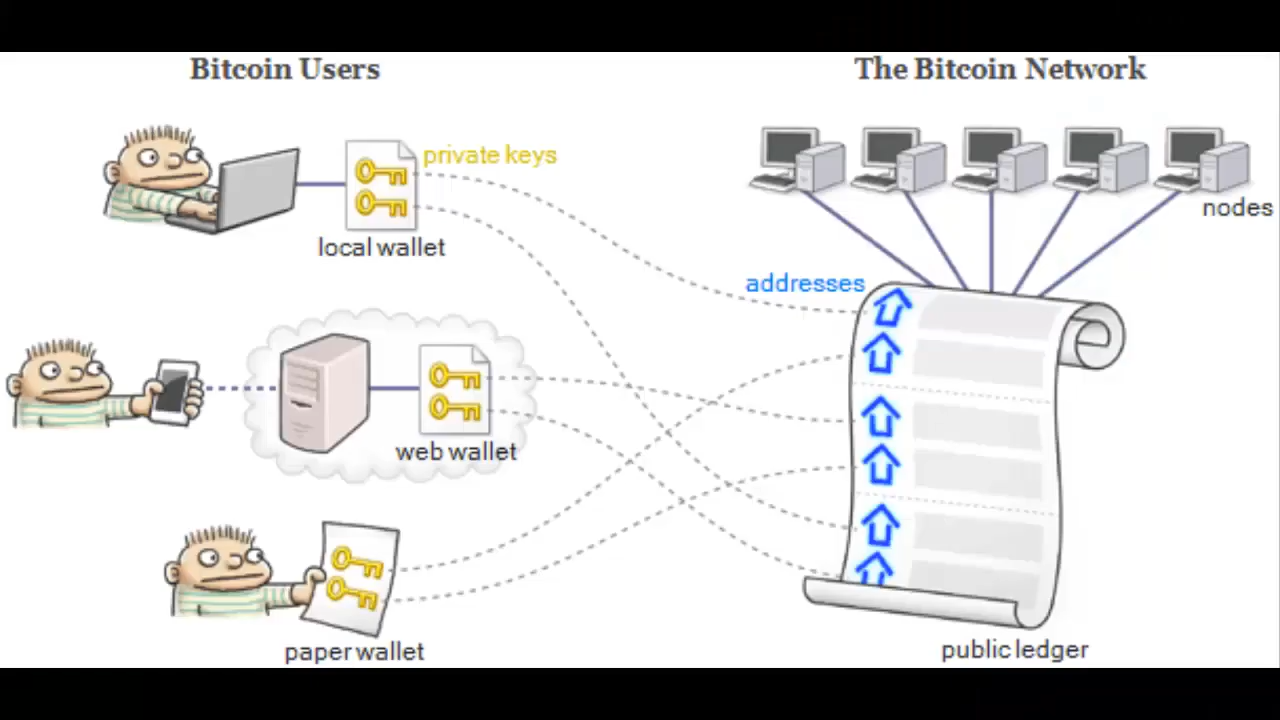 Bitcoin Users
The Bitcoin Network
private keys
local wallet
nodes
addresses
web wallet
paper wallet
public ledger